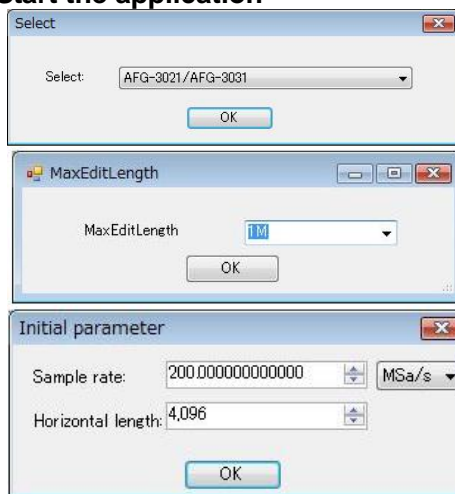 Start the application
Select
Select: AFG-3021/AFG-3031
OK
MaxEditLength
MaxEditLength 1M
OK
Initial parameter
Sample rate: 200.000000000000 MSa/s
Horizontal length: 4,096
OK